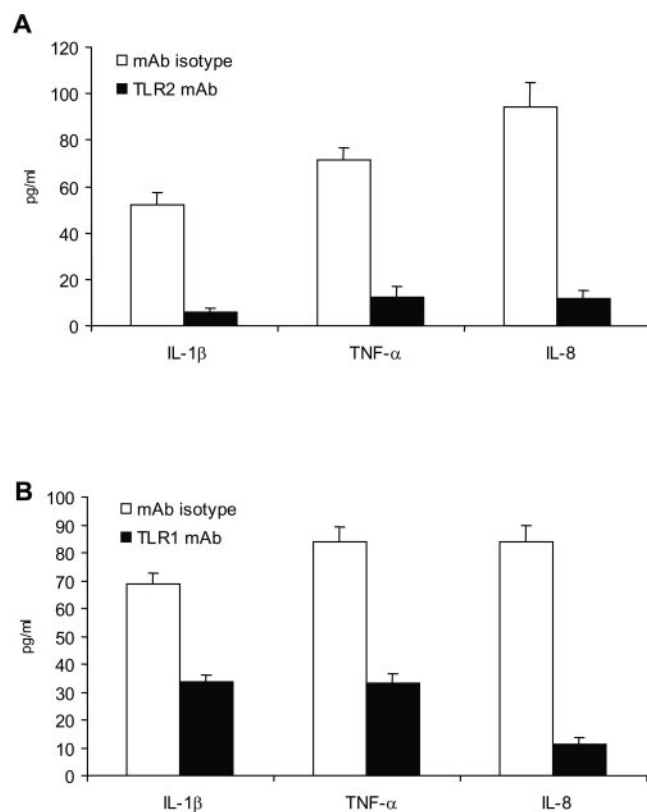 A
120
100
80
60
40
20
0
pg/ml
mAb isotype
TLR2 mAb
IL-1β TNF-α IL-8
B
100
90
80
70
60
50
40
30
20
10
0
pg/ml
mAb isotype
TLR1 mAb
IL-1β TNF-α IL-8